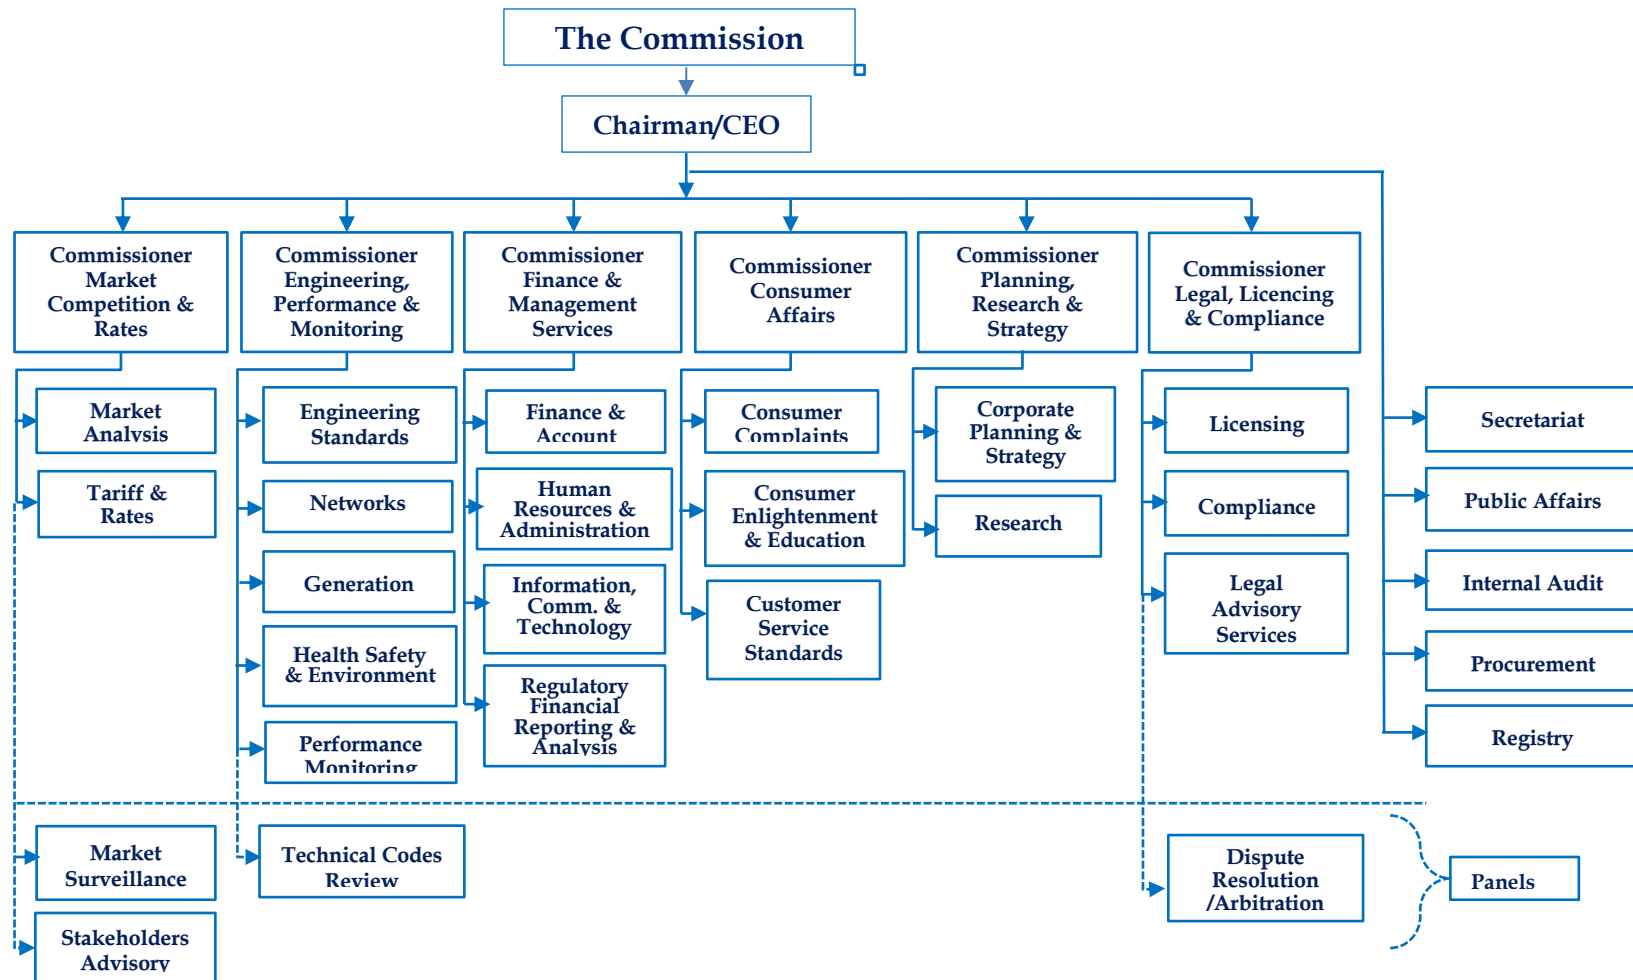 The Commission
Chairman/CEO
Commissioner
Market
Competition &
Rates
Commissioner
Engineering,
Performance &
Monitoring
Commissioner
Finance &
Management
Services
Commissioner
Consumer
Affairs
Commissioner
Planning,
Research &
Strategy
Commissioner
Legal, Licencing
& Compliance
Market
Analysis
Tariff &
Rates
Engineering
Standards
Networks
Generation
Health Safety
& Environment
Performance
Monitoring
Finance &
Account
Human
Resources &
Administration
Information,
Comm. &
Technology
Regulatory
Financial
Reporting &
Analysis
Consumer
Complaints
Consumer
Enlightenment
& Education
Customer
Service
Standards
Corporate
Planning &
Strategy
Research
Licensing
Compliance
Legal
Advisory
Services
Secretariat
Public Affairs
Internal Audit
Procurement
Registry
Market
Surveillance
Stakeholders
Advisory
Technical Codes
Review
Dispute
Resolution
/Arbitration
Panels